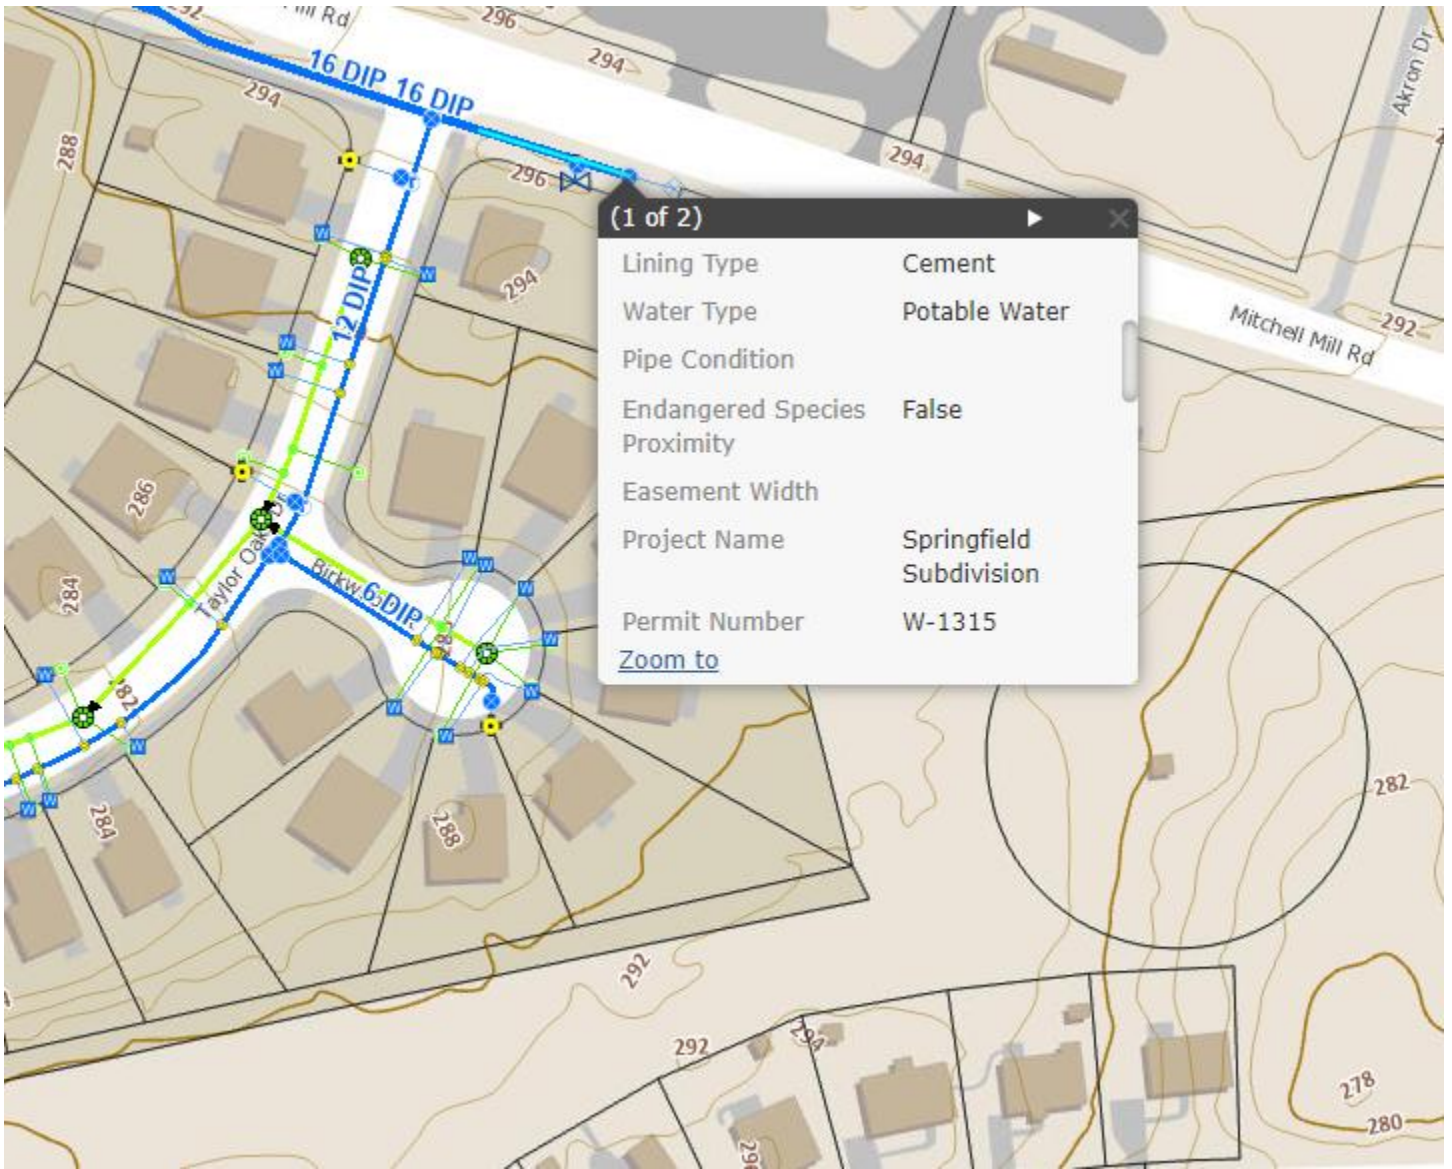 292
Mill Rd
296
294
16 DIP 16 DIP
294
Akron Dr
288
296
294
294
12 DIP
(1 of 2)
Lining Type Cement
Water Type Potable Water
Pipe Condition
Endangered Species False
Proximity
Easement Width
Project Name Springfield
Subdivision
Permit Number W-1315
Zoom to
Mitchell Mill Rd
292
W
W
W
W
286
284
Taylor Oak
6 DIP
W
W
W
W
W
W
W
W
W
W
W
W
284
288
282
292
292
294
278
280